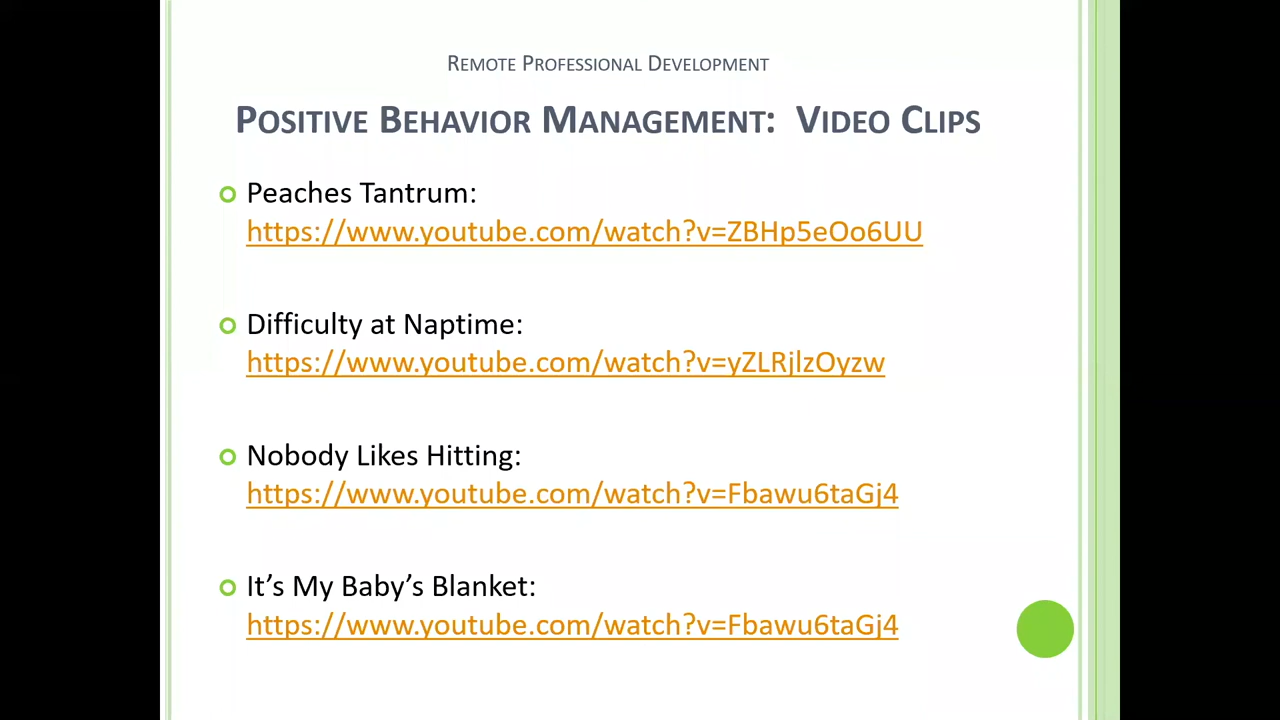 Remote Professional Development
Positive Behavior Management: Video Clips
Peaches Tantrum:
https://www.youtube.com/watch?v=ZBHp5eOo6UU
Difficulty at Naptime:
https://www.youtube.com/watch?v=yZLRjlzOyzw
Nobody Likes Hitting:
https://www.youtube.com/watch?v=Fbawu6taGj4
It’s My Baby’s Blanket:
https://www.youtube.com/watch?v=Fbawu6taGj4